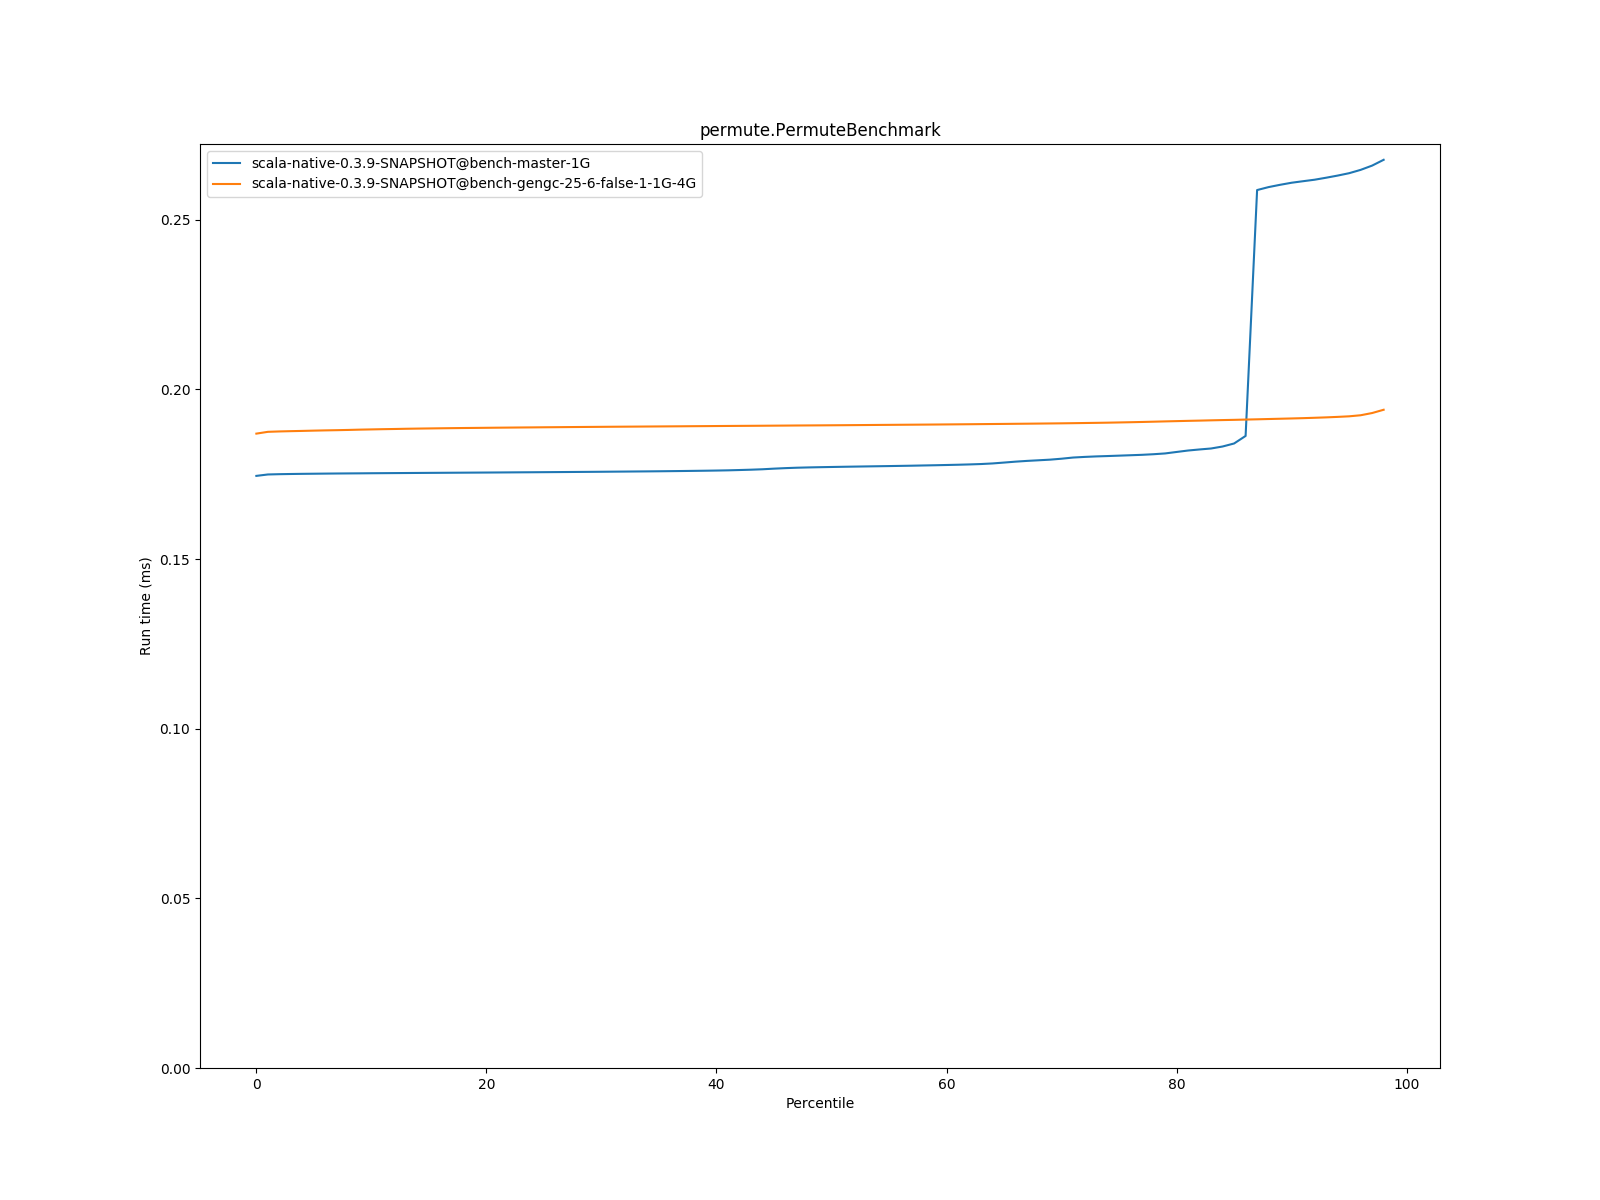 permute.PermuteBenchmark
scala-native-0.3.9-SNAPSHOT@bench-master-1G
scala-native-0.3.9-SNAPSHOT@bench-gengc-25-6-false-1-1G-4G
0.25
0.20
0.15
0.10
0.05
0.00
Run time (ms)
0 20 40 60 80 100
Percentile